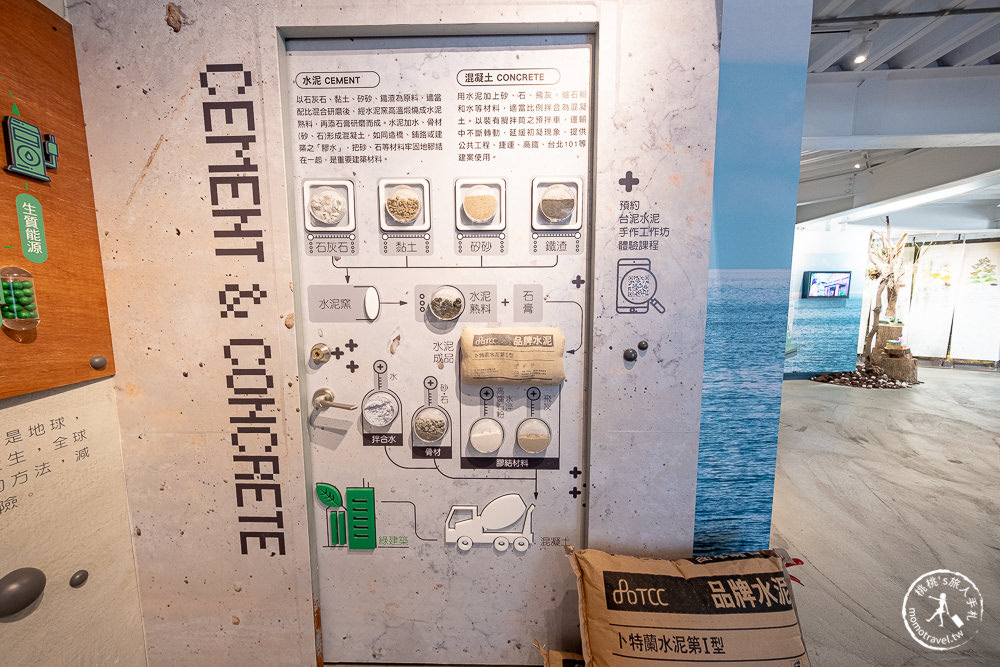 CEMENT & CONCRETE
水泥 CEMENT
以石灰石、黏土、矽砂、鐵渣為原料，適當
配比混合研磨後，經水泥窯高溫煅燒成水泥
熟料，再添石膏研磨而成。水泥加水、骨材
(砂、石)形成混凝土，如同造橋、鋪路或建
築之「膠水」，把砂、石等材料牢固地膠結
在一起，是重要建築材料。
混凝土 CONCRETE
用水泥加上砂、石、飛灰、爐石粉
和水等材料，適當比例拌合為混凝
土。以裝有攪拌筒之預拌車，運輸
中不斷轉動，延緩初凝現象，提供
公共工程、捷運、高鐵、台北101等
建案使用。
石灰石
黏土
矽砂
鐵渣
水泥窯
水泥
熟料
+
石
膏
水泥
成品
TCC 品牌水泥
卜特蘭水泥第I型
水
拌合水
砂、石
骨材
高爐石粉
水淬
飛灰
膠結材料
綠建築
混凝土
預約
台泥水泥
手作工作坊
體驗課程
生質能源
是地球
生，全球
的方法，減
險。
TCC 品牌水泥
卜特蘭水泥第I型
桃桃's旅人手札
momotravel.tw